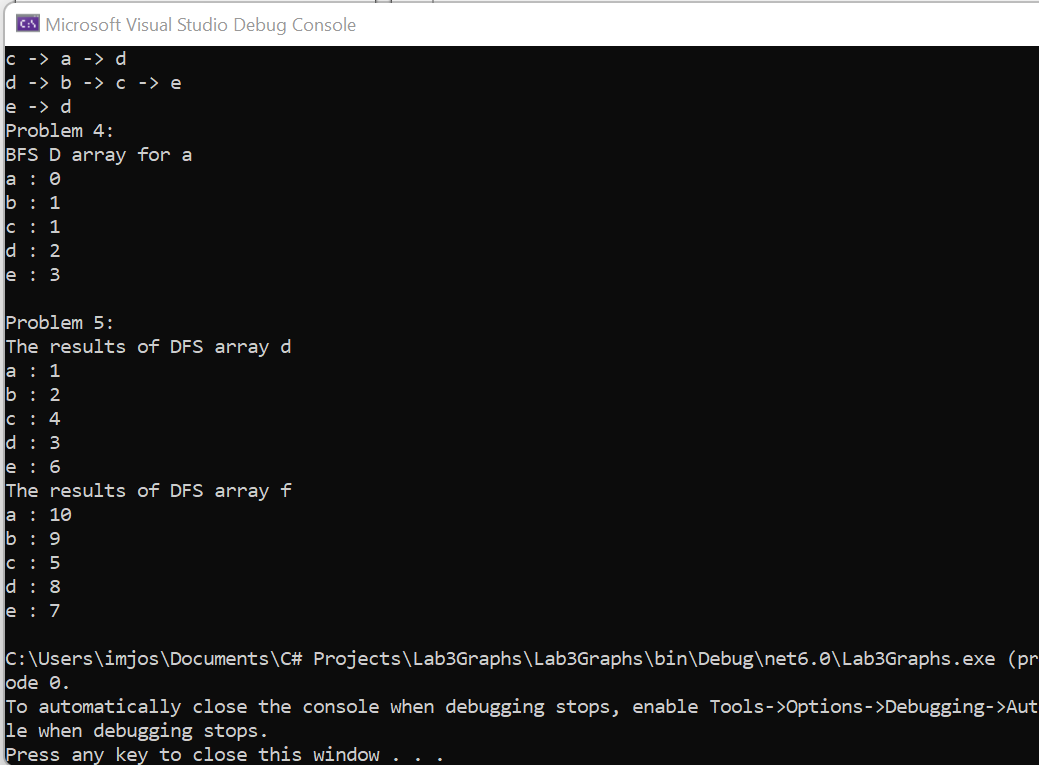 Microsoft Visual Studio Debug Console
c -> a -> d
d -> b -> c -> e
e -> d
Problem 4:
BFS D array for a
a : 0
b : 1
c : 1
d : 2
e : 3
Problem 5:
The results of DFS array d
a : 1
b : 2
c : 4
d : 3
e : 6
The results of DFS array f
a : 10
b : 9
c : 5
d : 8
e : 7
C:\Users\imjos\Documents\C# Projects\Lab3Graphs\Lab3Graphs\bin\Debug\net6.0\Lab3Graphs.exe (pr
ode 0.
To automatically close the console when debugging stops, enable Tools->Options->Debugging->Aut
le when debugging stops.
Press any key to close this window . . .